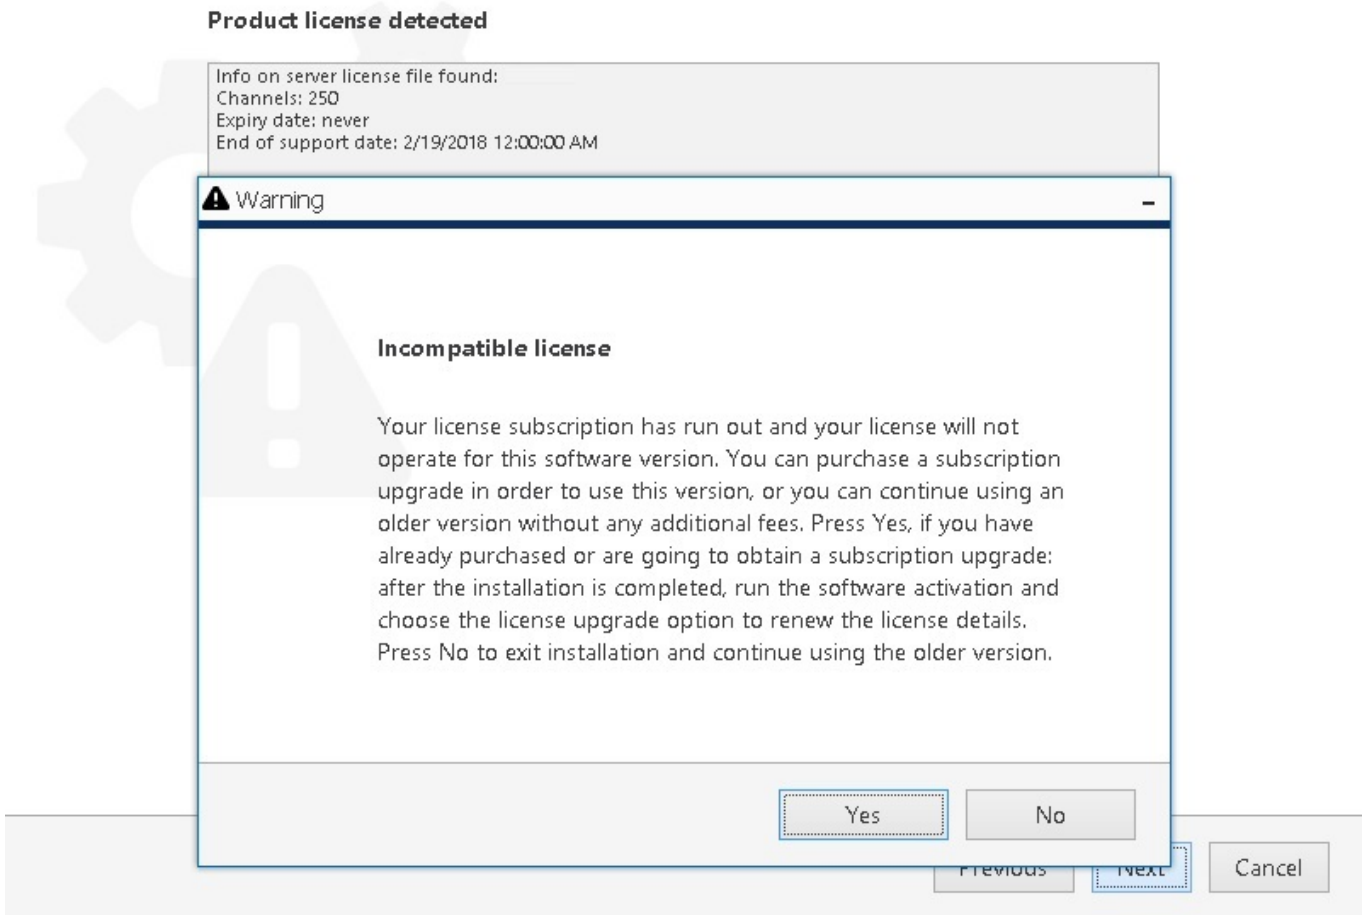 Product license detected
Info on server license file found:
Channels: 250
Expiry date: never
End of support date: 2/19/2018 12:00:00 AM
Warning
Incompatible license
Your license subscription has run out and your license will not
operate for this software version. You can purchase a subscription
upgrade in order to use this version, or you can continue using an
older version without any additional fees. Press Yes, if you have
already purchased or are going to obtain a subscription upgrade:
after the installation is completed, run the software activation and
choose the license upgrade option to renew the license details.
Press No to exit installation and continue using the older version.
Yes No
Previous Next Cancel